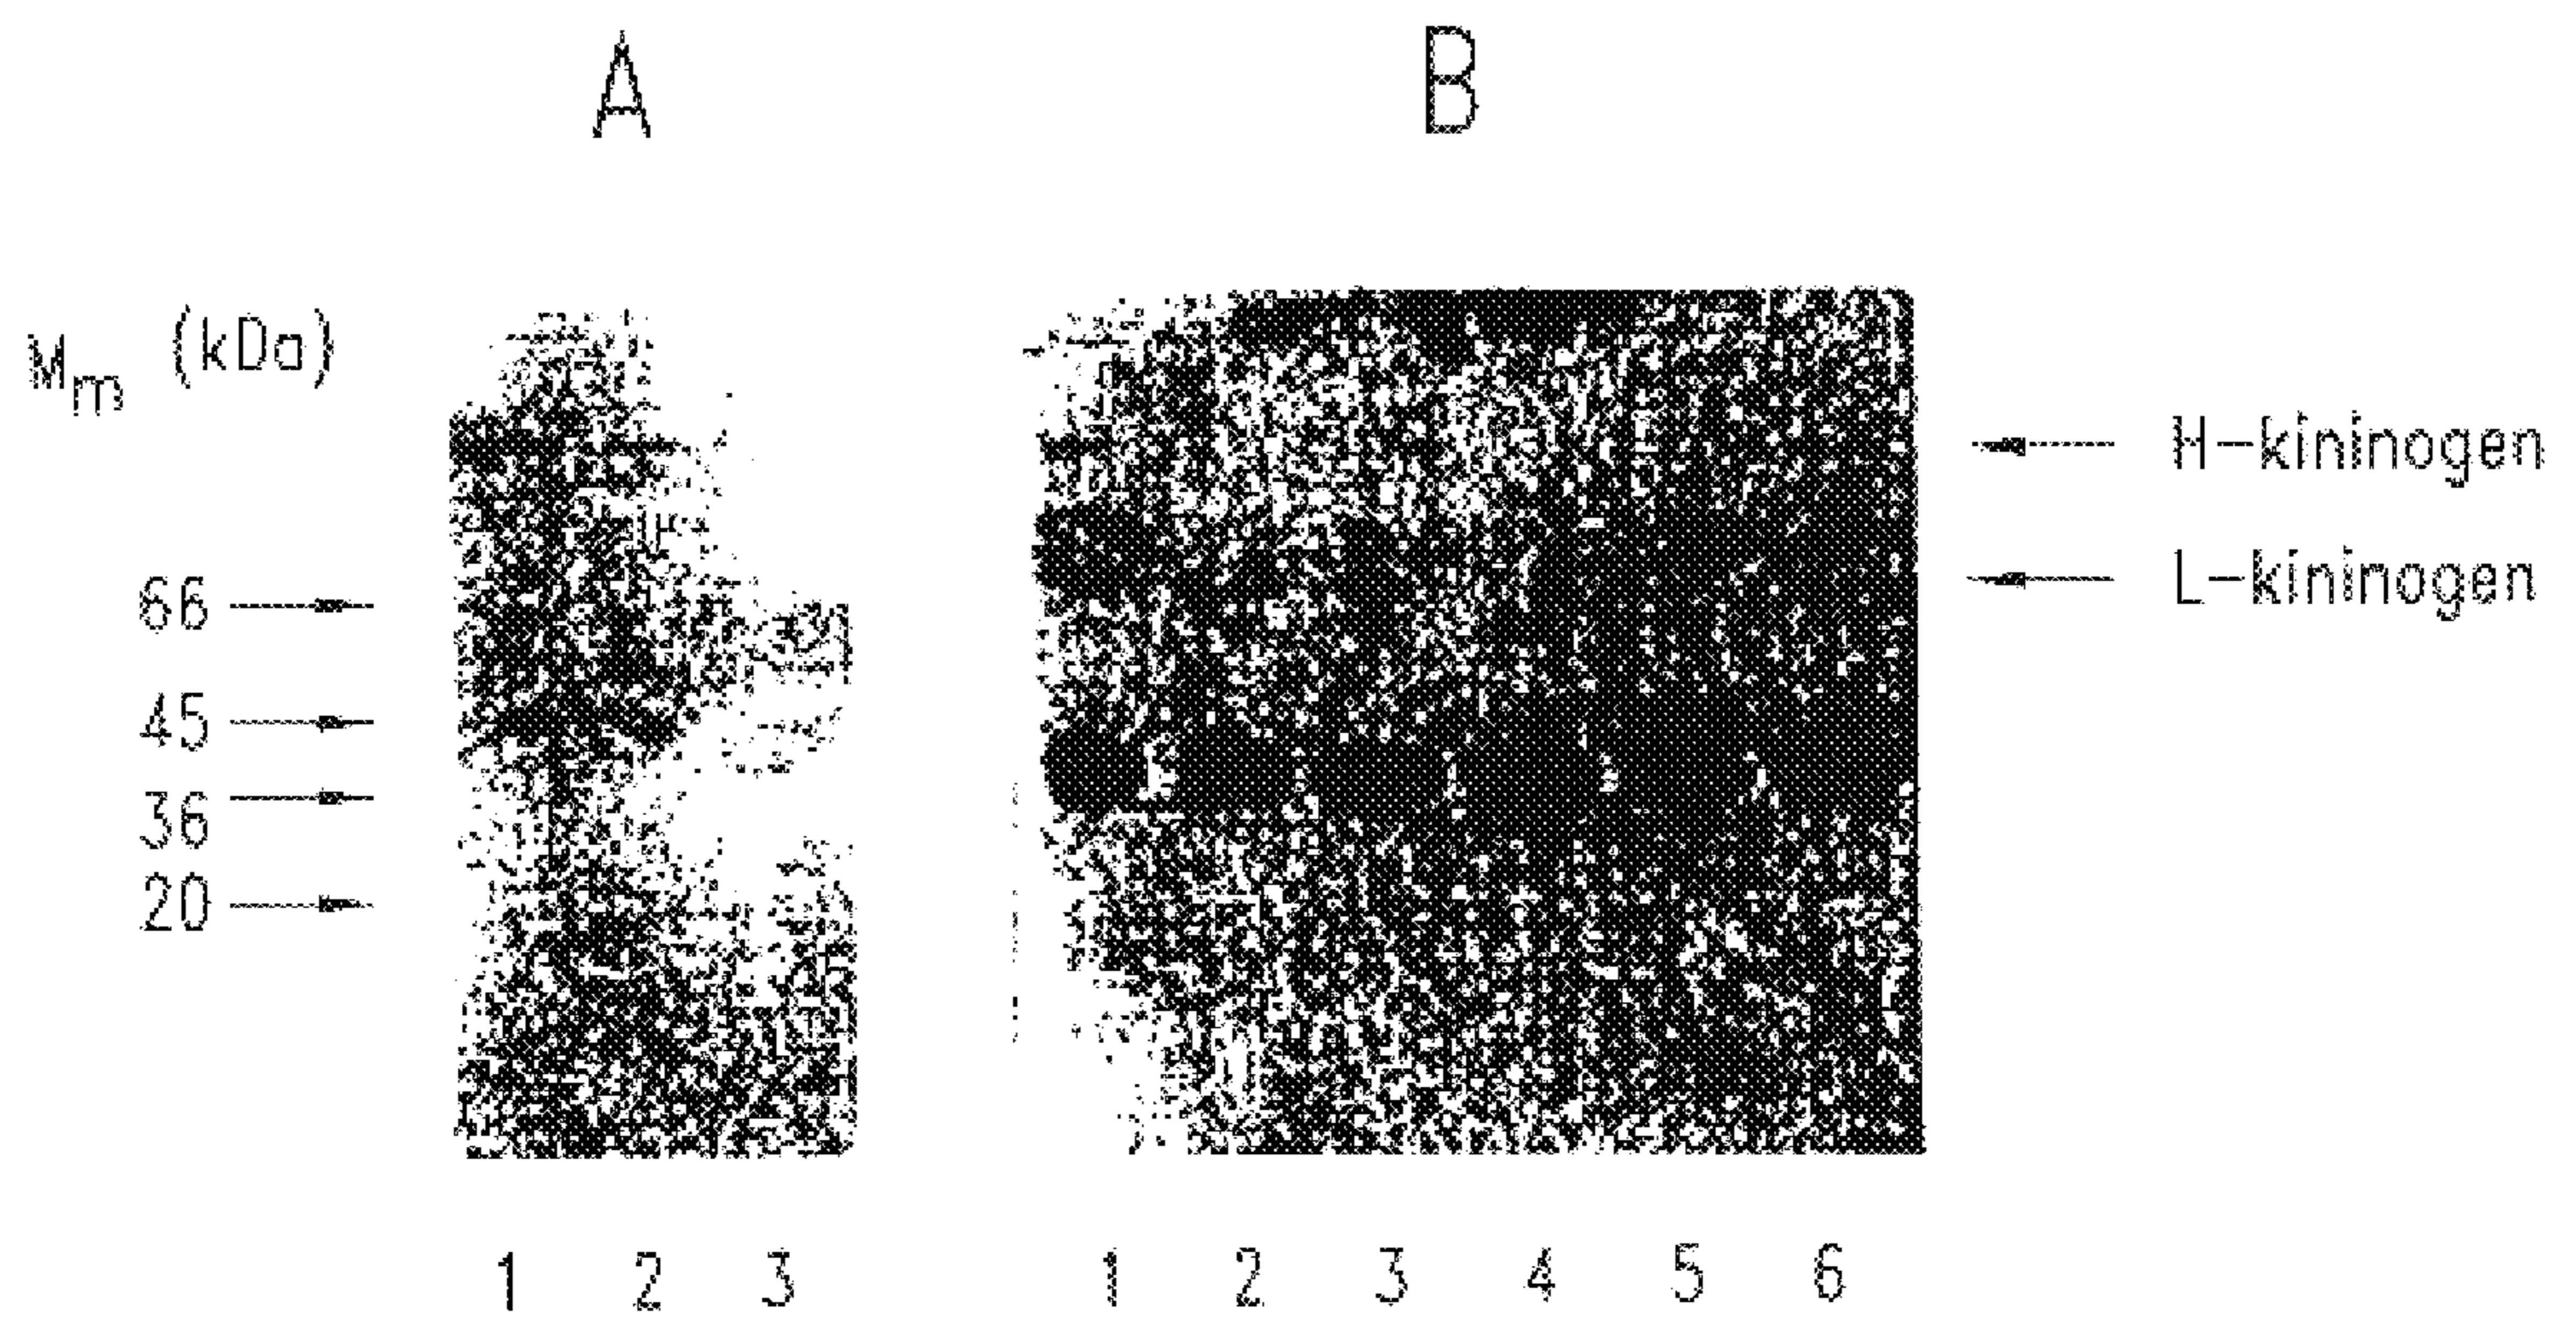 A B
Mm (kDa)
H-kininogen
L-kininogen
66
45
36
20
1 2 3 1 2 3 4 5 6